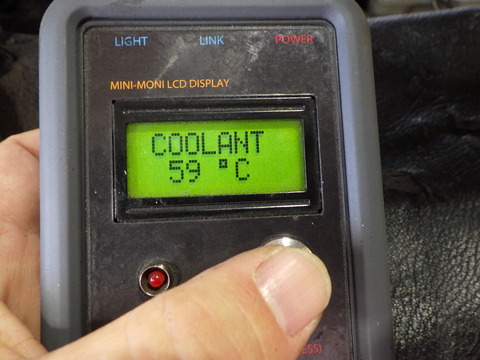 LIGHT LINK POWER
MINI-MONI LCD DISPLAY
COOLANT
59 °C